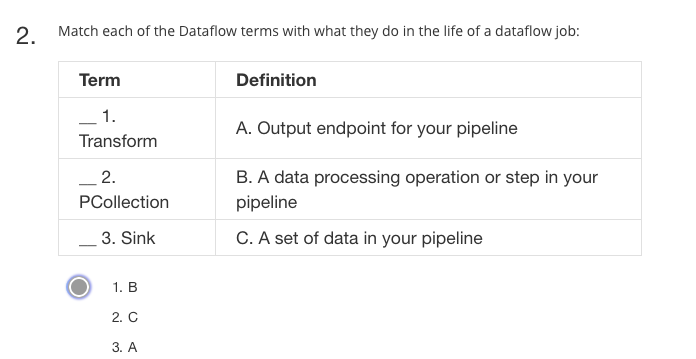 2. Match each of the Dataflow terms with what they do in the life of a dataflow job:
Term Definition
__ 1.
Transform
A. Output endpoint for your pipeline
__ 2.
PCollection
B. A data processing operation or step in your
pipeline
__ 3. Sink C. A set of data in your pipeline
1. B
2. C
3. A